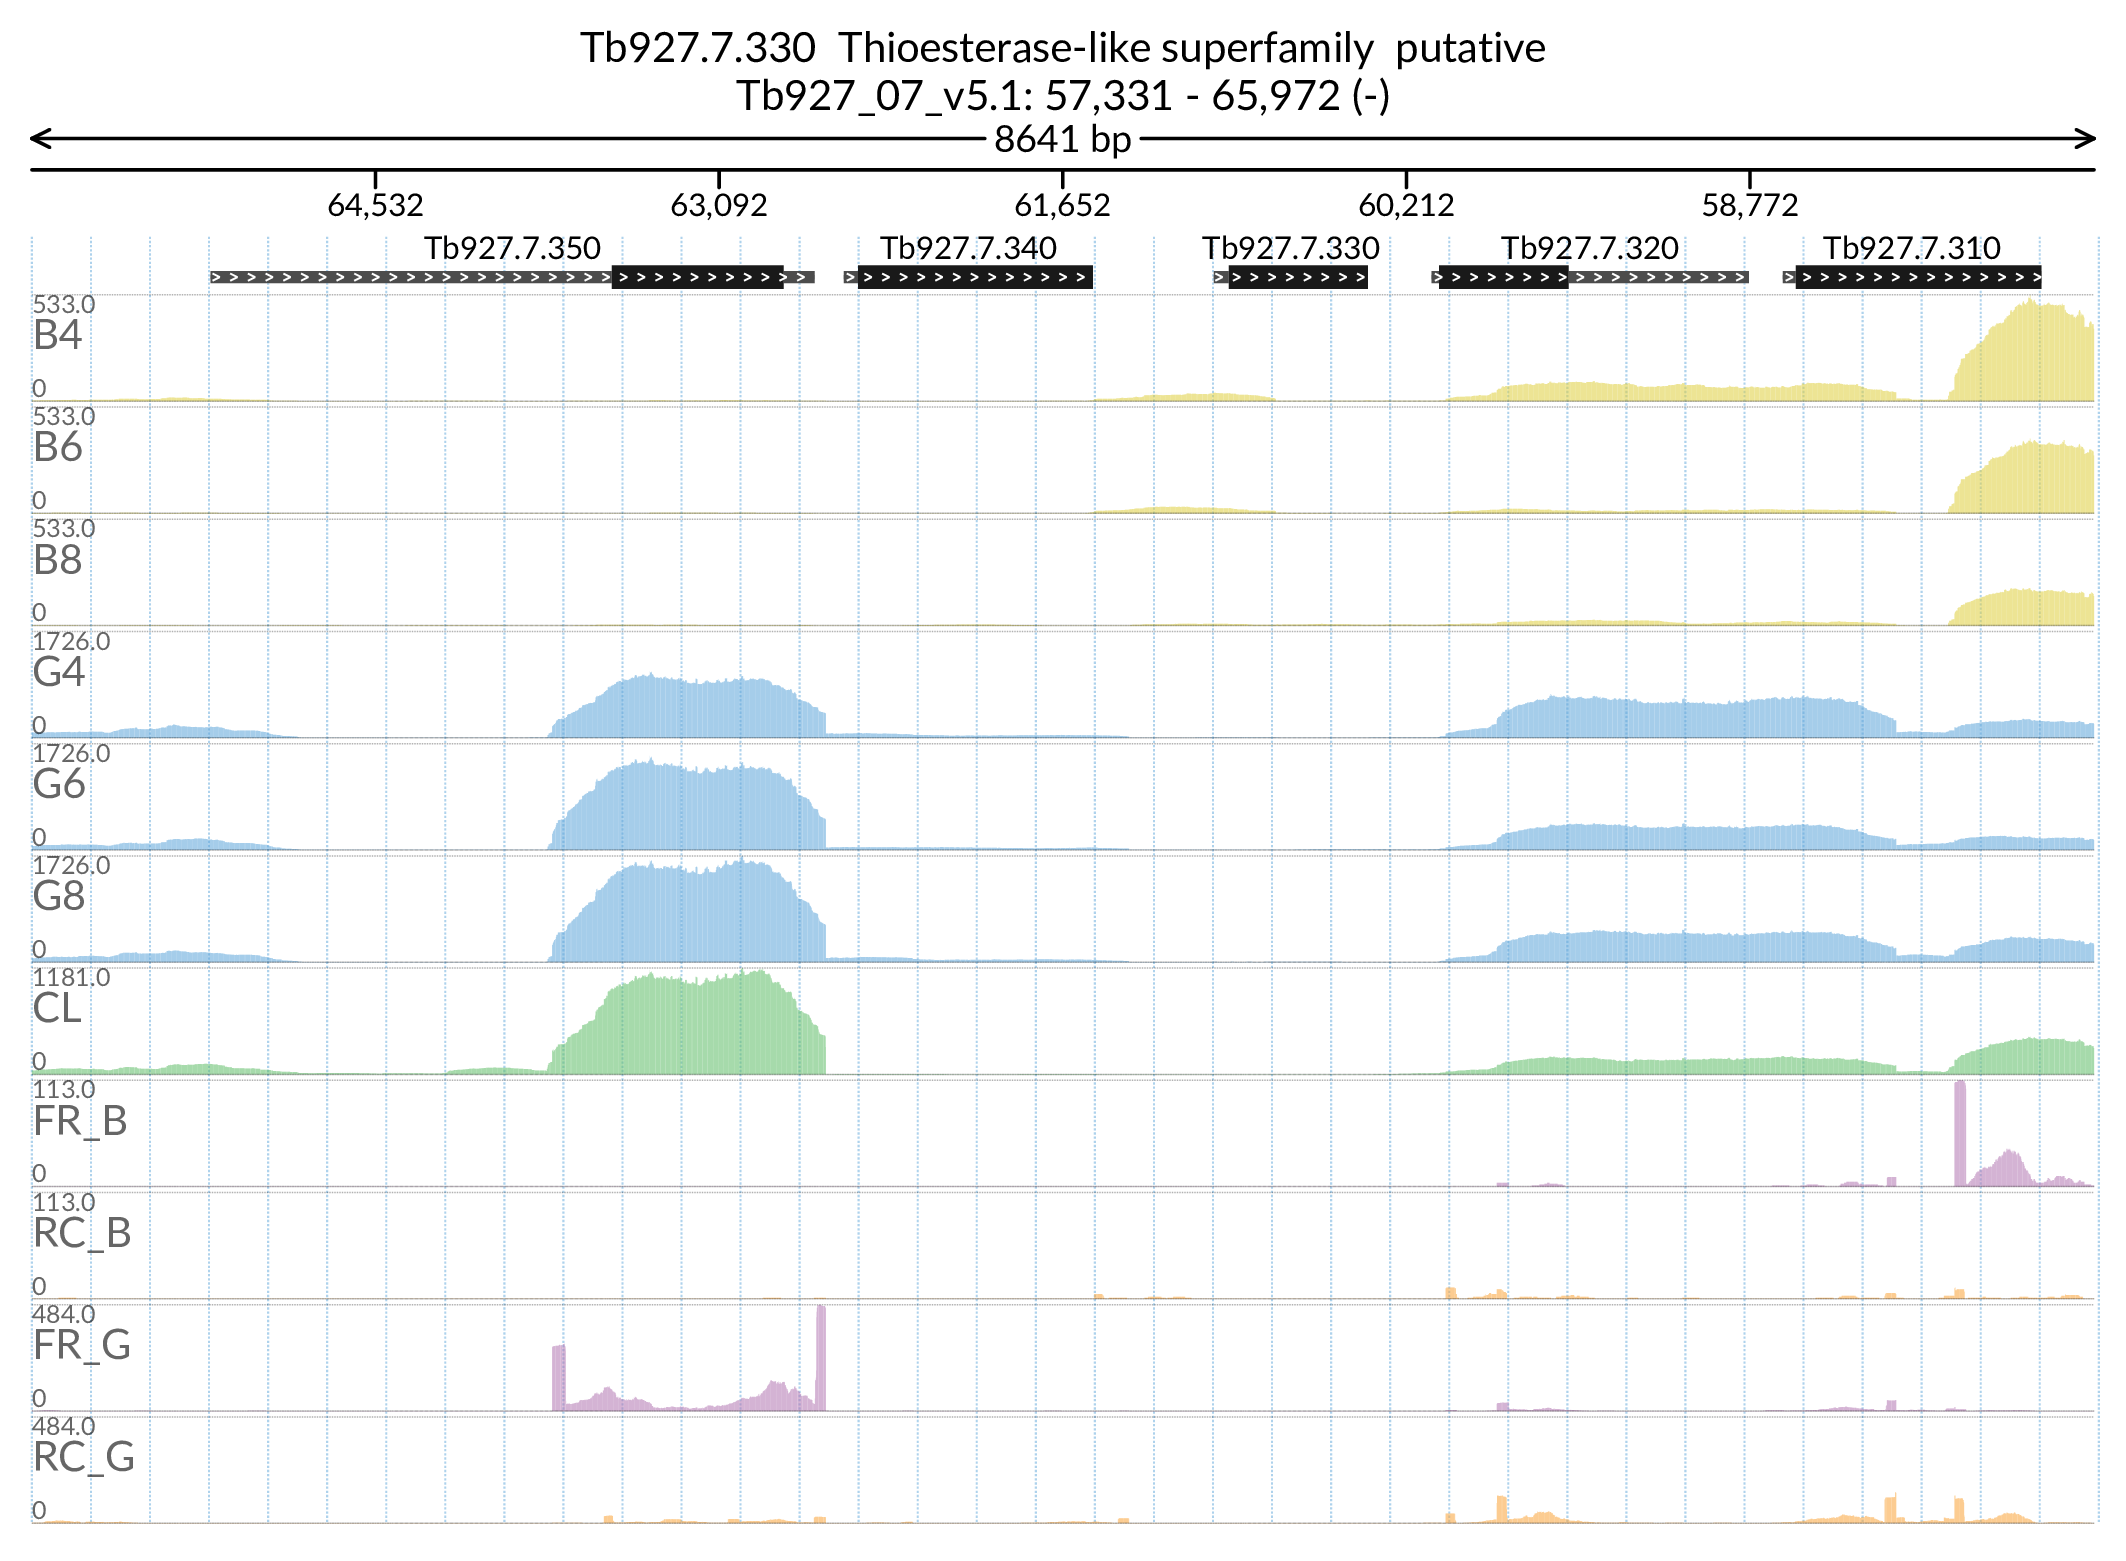 Tb927.7.330  Thioesterase-like superfamily  putative
Tb927_07_v5.1: 57,331 - 65,972 (-)
8641 bp
64,532 63,092 61,652 60,212 58,772
Tb927.7.350 Tb927.7.340 Tb927.7.330 Tb927.7.320 Tb927.7.310
533.0
B4
0
533.0
B6
0
533.0
B8
0
1726.0
G4
0
1726.0
G6
0
1726.0
G8
0
1181.0
CL
0
113.0
FR_B
0
113.0
RC_B
0
484.0
FR_G
0
484.0
RC_G
0